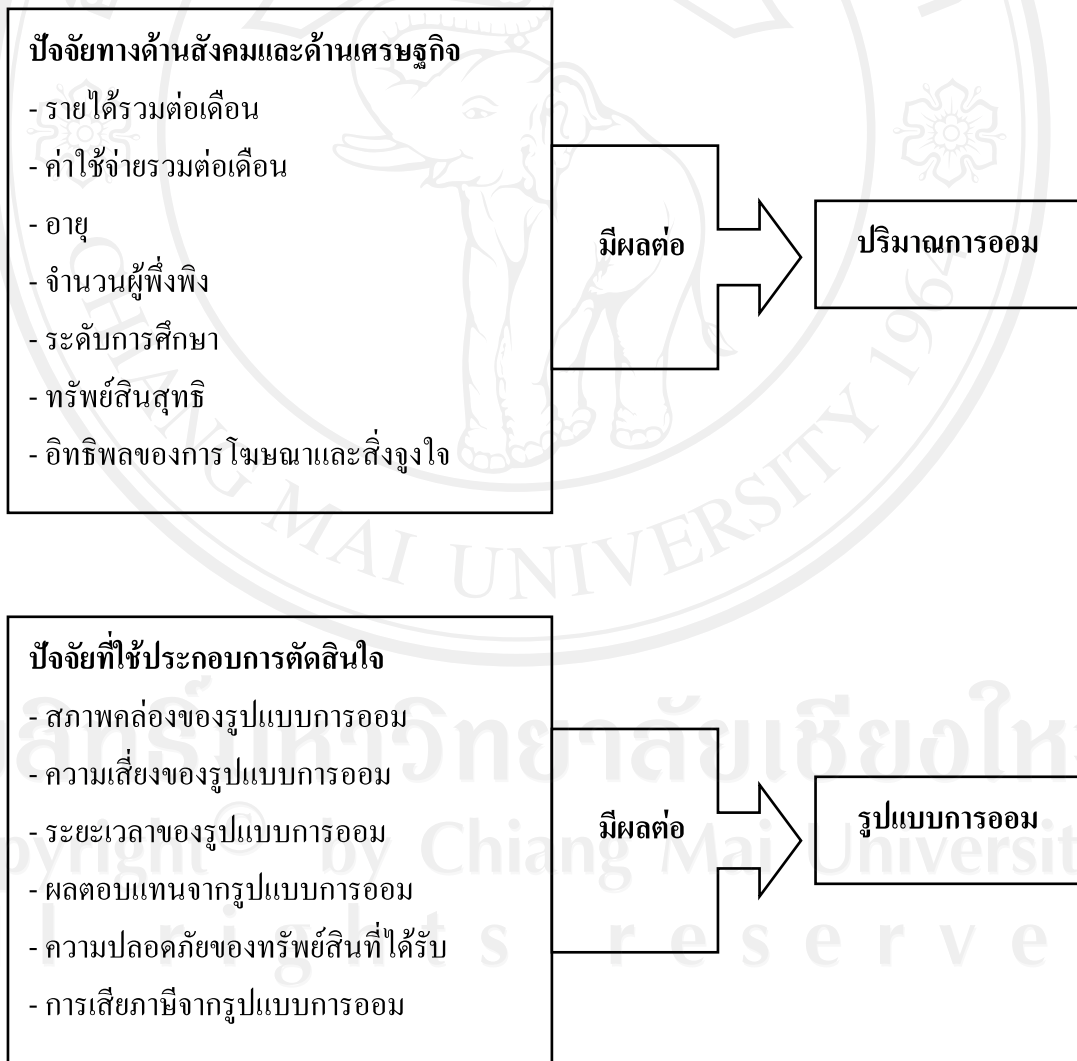 ปัจจัยทางด้านสังคมและด้านเศรษฐกิจ
- รายได้รวมต่อเดือน
- ค่าใช้จ่ายรวมต่อเดือน
- อายุ
- จำนวนผู้พึ่งพิง
- ระดับการศึกษา
- ทรัพย์สินสุทธิ
- อิทธิพลของการโฆษณาและสิ่งจูงใจ
มีผลต่อ
ปริมาณการออม
CHIANG MAI UNIVERSITY 1964
ปัจจัยที่ใช้ประกอบการตัดสินใจ
- สภาพคล่องของรูปแบบการออม
- ความเสี่ยงของรูปแบบการออม
- ระยะเวลาของรูปแบบการออม
- ผลตอบแทนจากรูปแบบการออม
- ความปลอดภัยของทรัพย์สินที่ได้รับ
- การเสียภาษีจากรูปแบบการออม
มีผลต่อ
รูปแบบการออม
by Chiang Mai
rights reserve